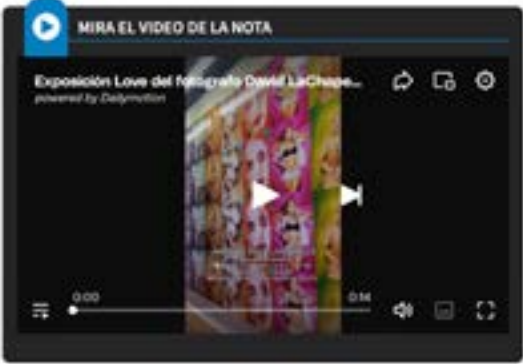 MIRA EL VIDEO DE LA NOTA
Exposición Love del fotógrafo David LaChape...
powered by Dailymotion
0:00
0:14